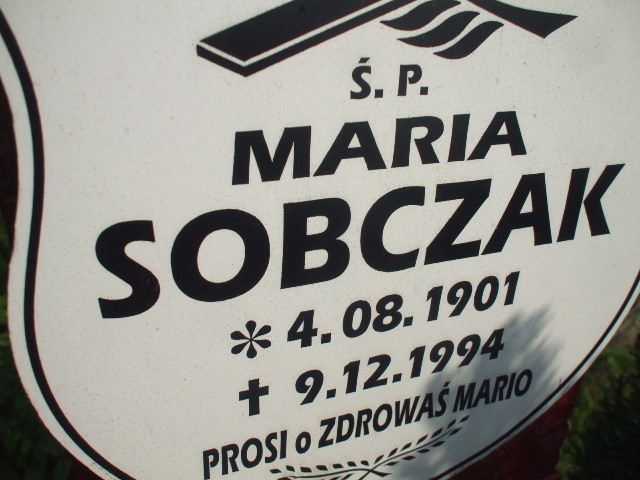 Ś. P.
MARIA
SOBCZAK
* 4.08.1901
✝ 9.12.1994
PROSI o ZDROWAŚ MARIO